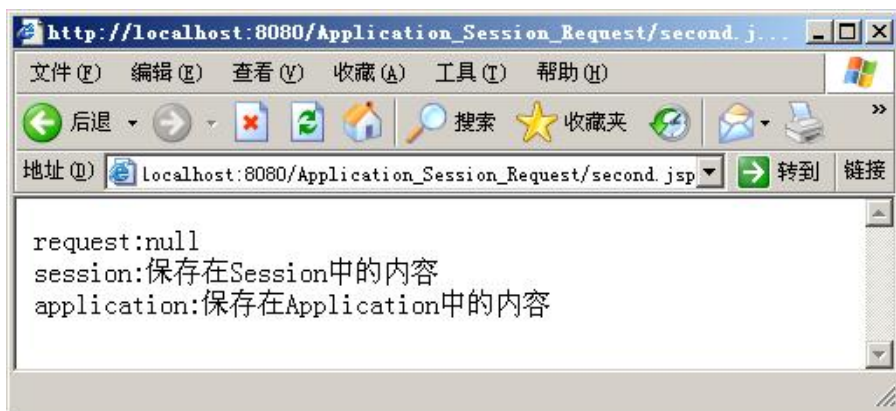 http://localhost:8080/Application_Session_Request/second.j...
文件(F) 编辑(E) 查看(V) 收藏(A) 工具(T) 帮助(H)
后退 搜索 收藏夹 »
地址(D) localhost:8080/Application_Session_Request/second.jsp 转到 链接
request:null
session:保存在Session中的内容
application:保存在Application中的内容